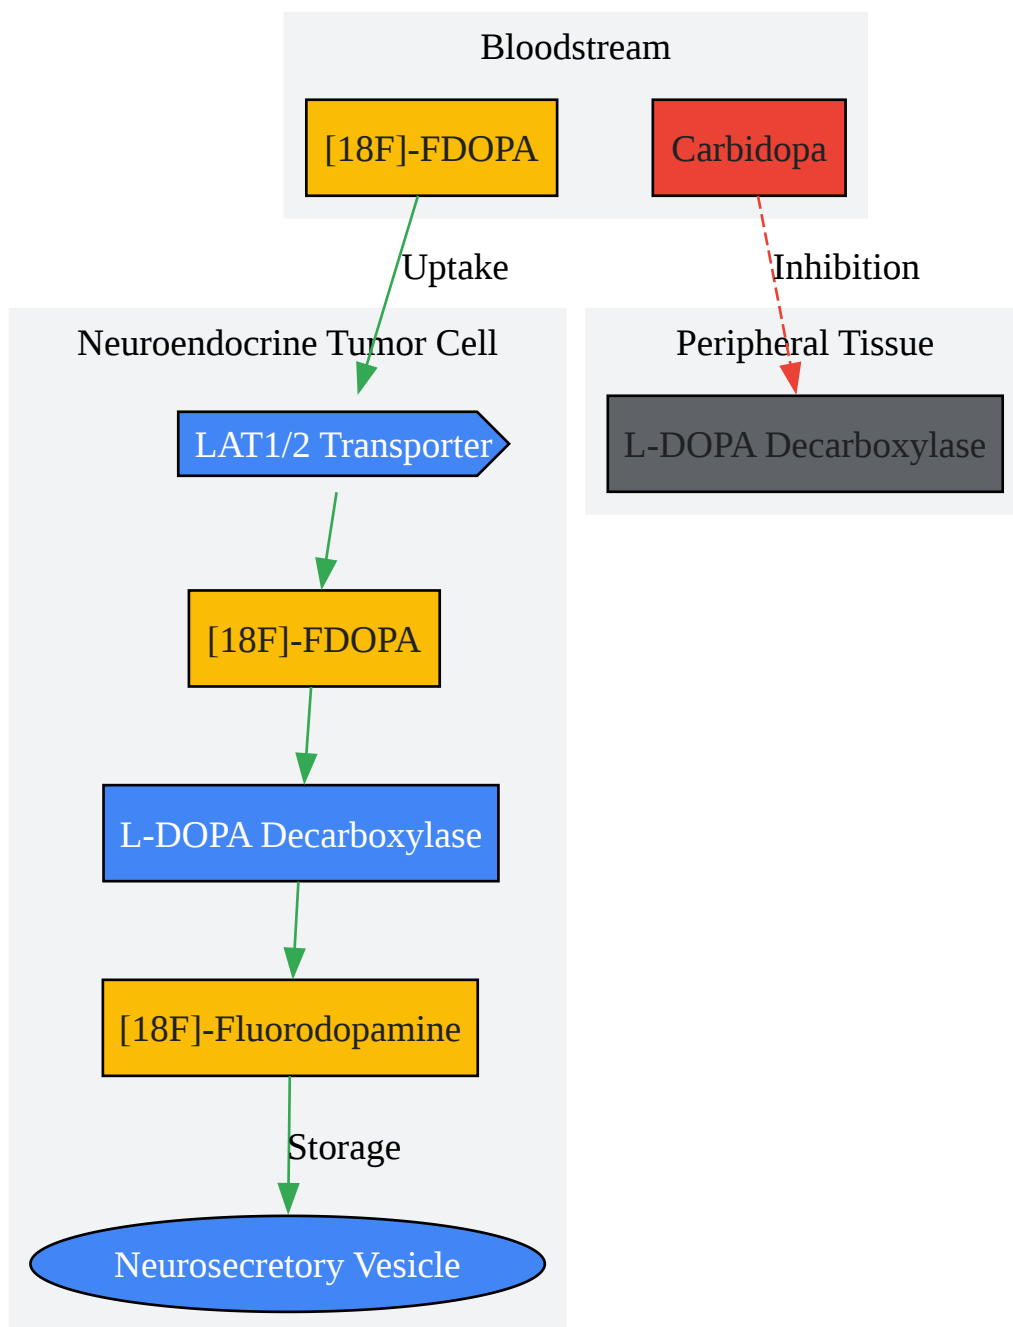 Bloodstream
[18F]-FDOPA
Carbidopa
Uptake
Inhibition
Neuroendocrine Tumor Cell
Peripheral Tissue
LAT1/2 Transporter
L-DOPA Decarboxylase
[18F]-FDOPA
L-DOPA Decarboxylase
[18F]-Fluorodopamine
Storage
Neurosecretory Vesicle